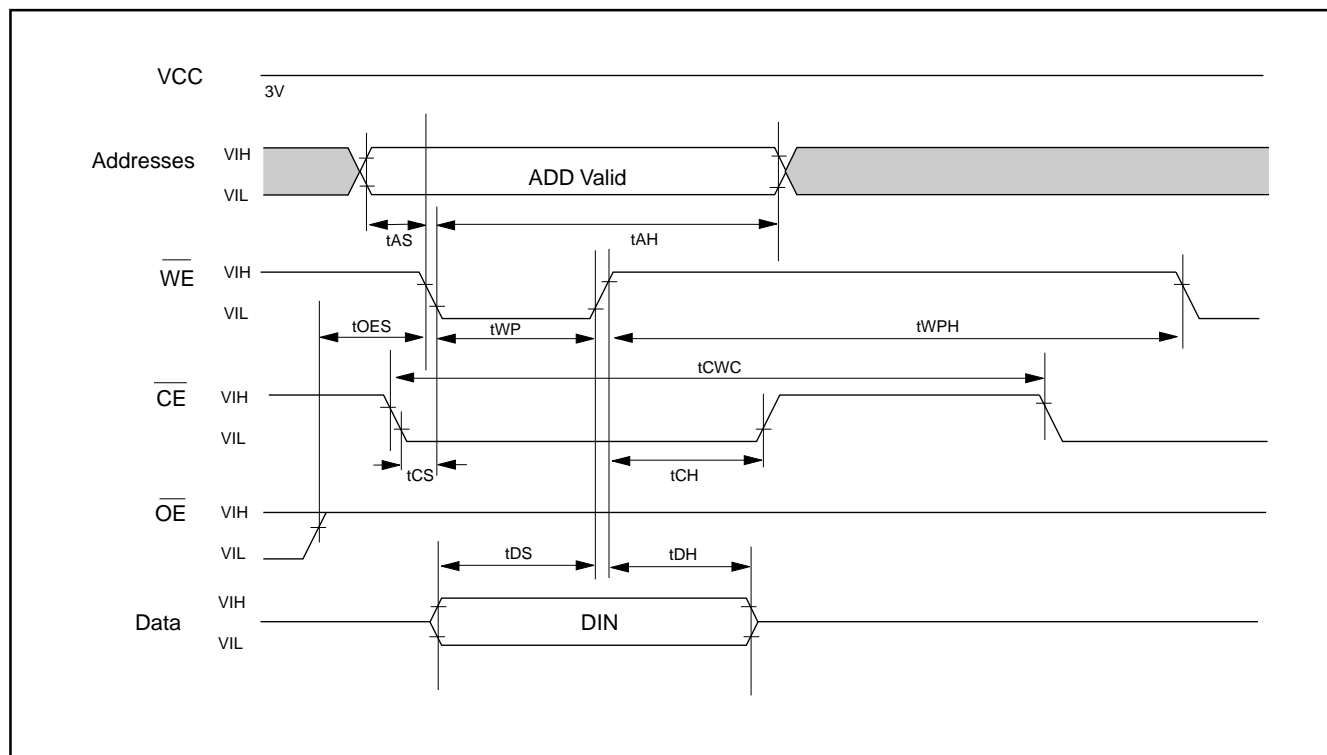 VCC
3V
Addresses
VIH
VIL
ADD Valid
tAS
tAH
WE
VIH
VIL
tOES
tWP
tWPH
tCWC
CE
VIH
VIL
tCS
tCH
OE
VIH
VIL
tDS
tDH
Data
VIH
VIL
DIN